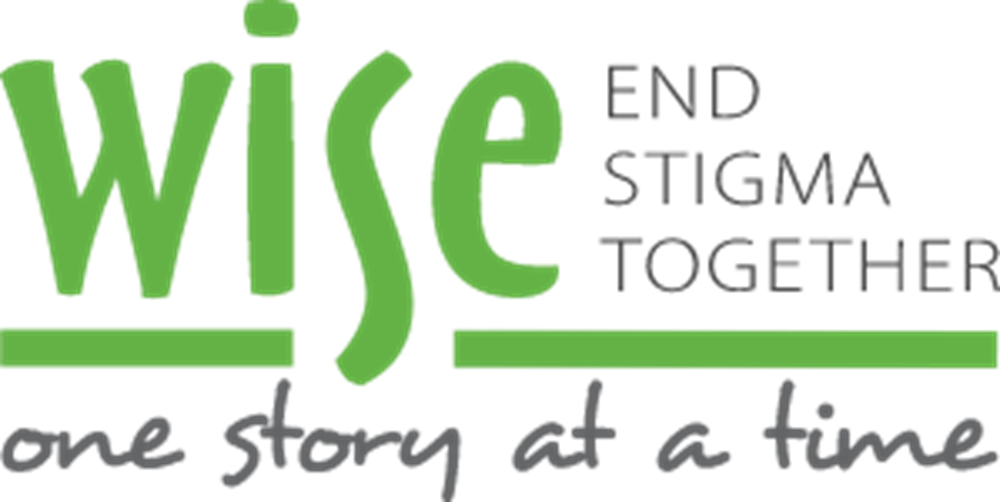 wise
END
STIGMA
TOGETHER
one story at a time